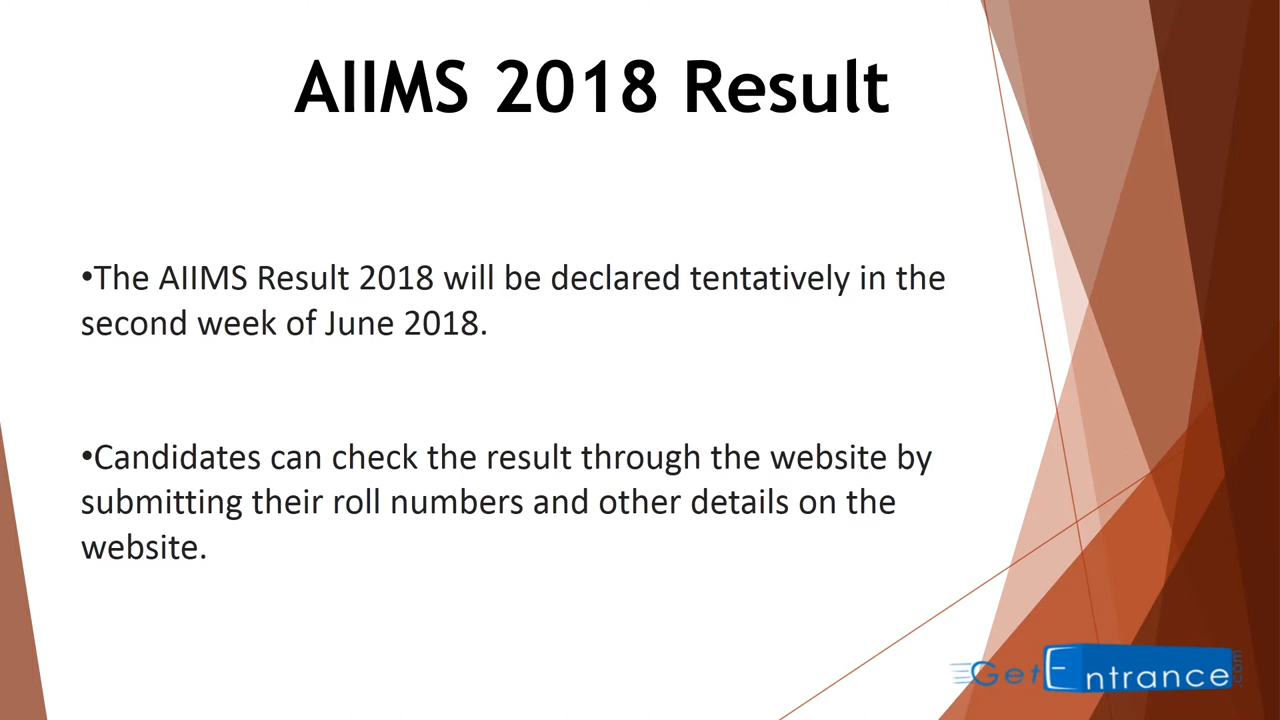 AIIMS 2018 Result
•The AIIMS Result 2018 will be declared tentatively in the
second week of June 2018.
•Candidates can check the result through the website by
submitting their roll numbers and other details on the
website.
GetEntrance.com